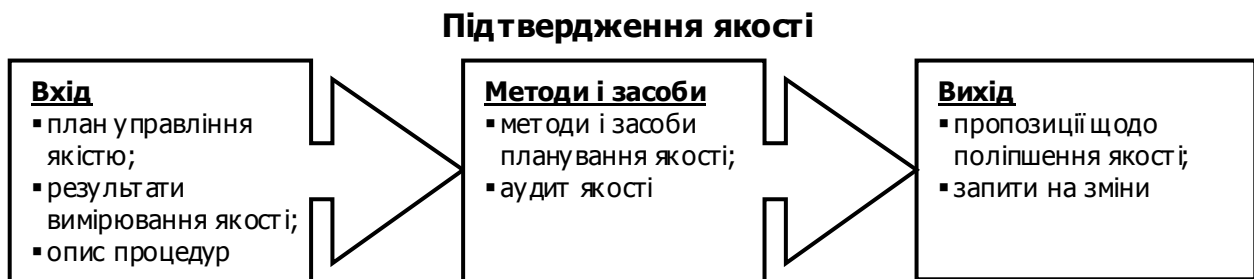 Підтвердження якості
Вхід
▪ план управління
якістю;
▪ результати
вимірювання якості;
▪ опис процедур
Методи і засоби
▪ методи і засоби
планування якості;
▪ аудит якості
Вихід
▪ пропозиції щодо
поліпшення якості;
▪ запити на зміни